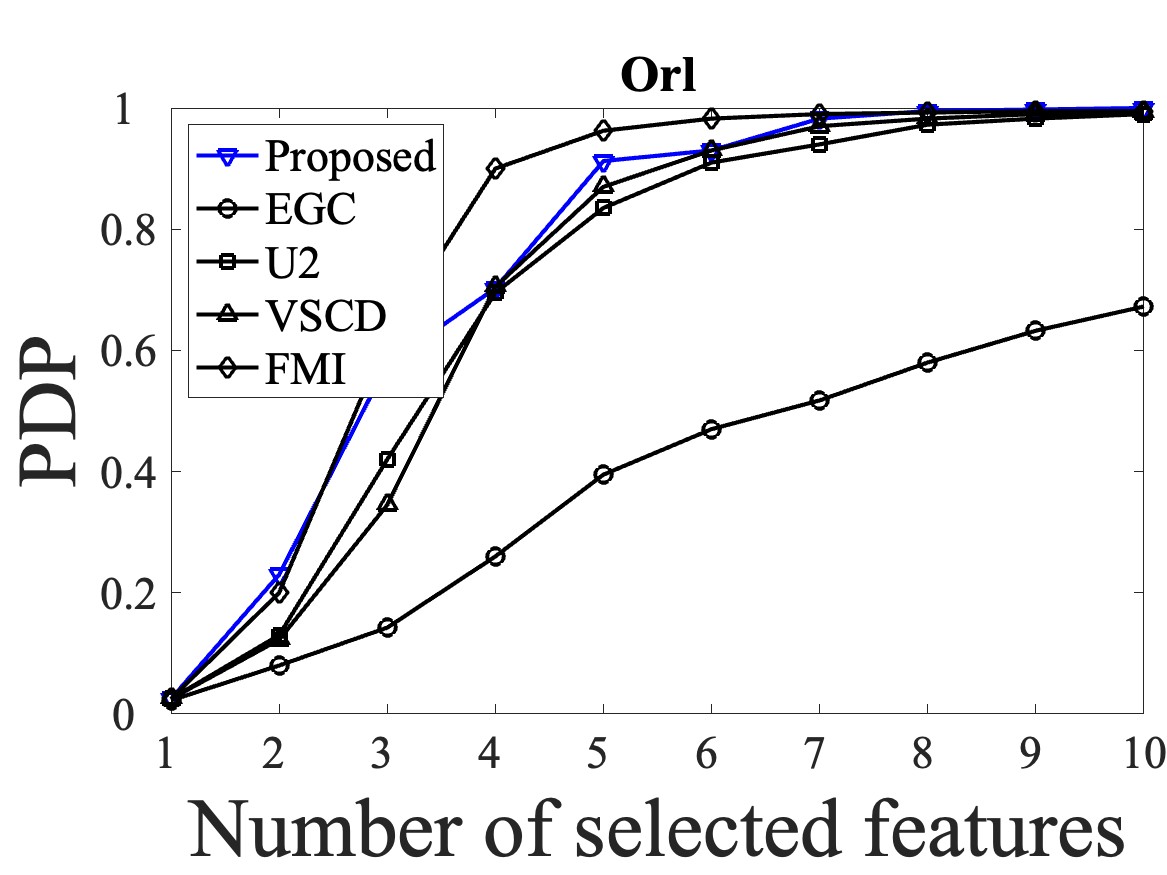 Orl
PDP
1
0.8
0.6
0.4
0.2
0
Proposed
EGC
U2
VSCD
FMI
1 2 3 4 5 6 7 8 9 10
Number of selected features